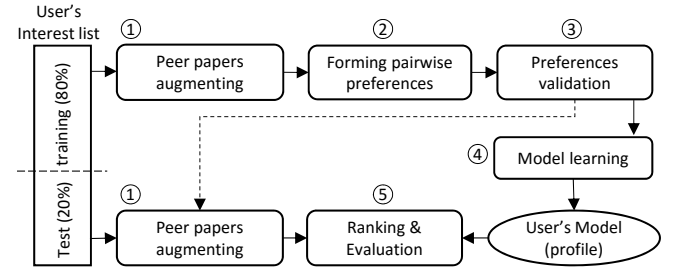 User's
Interest list
①
②
③
Peer papers
augmenting
Forming pairwise
preferences
Preferences
validation
training (80%)
④
Model learning
Test (20%)
①
⑤
Peer papers
augmenting
Ranking &
Evaluation
User's Model
(profile)